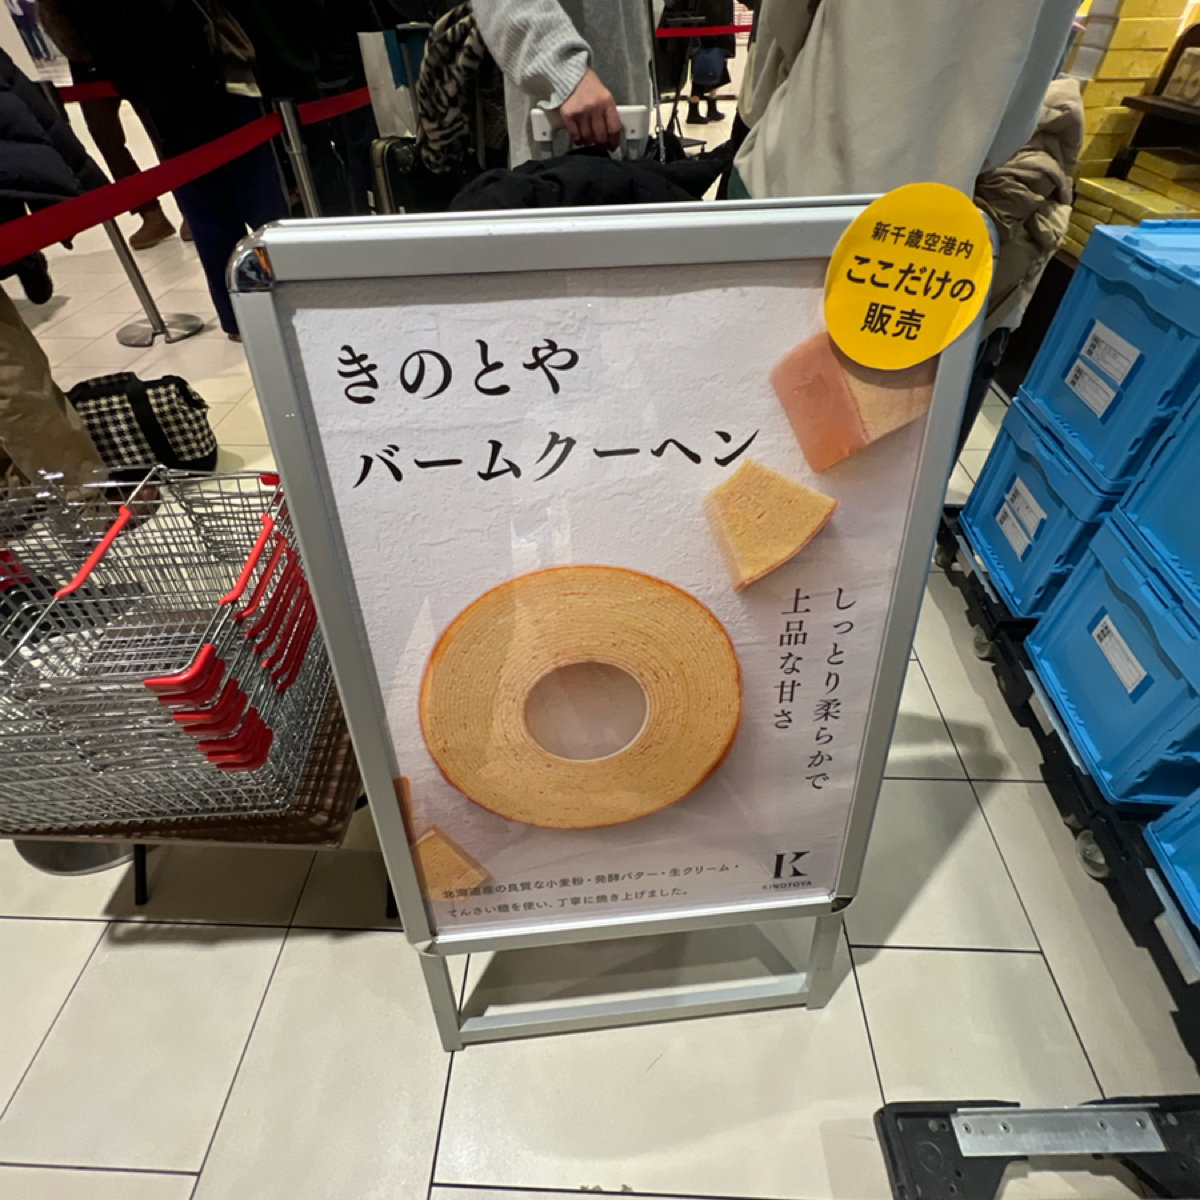 新千歳空港内
ここだけの
販売
きのとや
バームクーヘン
しっとり柔らかで
上品な甘さ
北海道産の良質な小麦粉・発酵バター・生クリーム・
てんさい糖を使い、丁寧に焼き上げました。
K
KINOTOYA